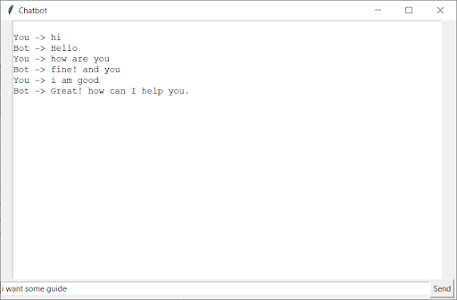 Chatbot
You -> hi
Bot -> Hello
You -> how are you
Bot -> fine! and you
You -> i am good
Bot -> Great! how can I help you.
i want some guide
Send